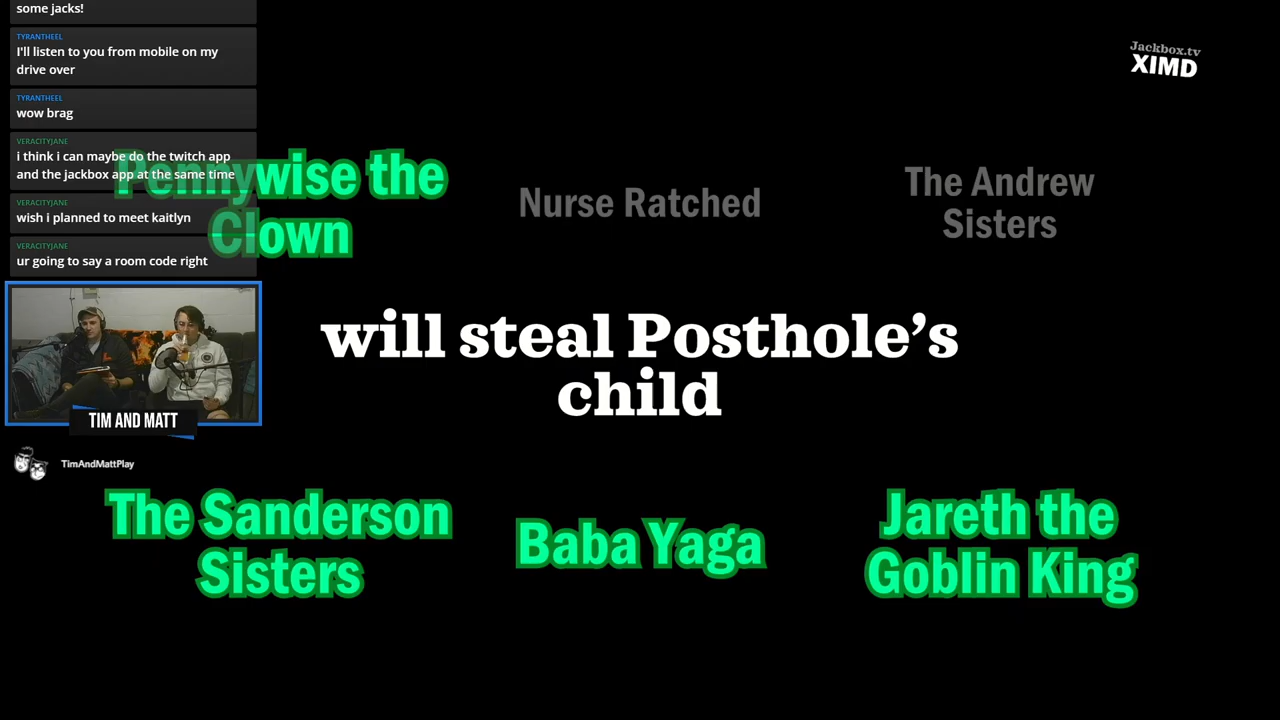 some jacks!
TYRANTHEEL
I'll listen to you from mobile on my
drive over
TYRANTHEEL
wow brag
VERACITYJANE
i think i can maybe do the twitch app
and the jackbox app at the same time
VERACITYJANE
wish i planned to meet kaitlyn
VERACITYJANE
ur going to say a room code right
Jackbox.tv
XIMD
Pennywise the
Clown
Nurse Ratched
The Andrew
Sisters
will steal Posthole's
child
TIM AND MATT
TimAndMattPlay
The Sanderson
Sisters
Baba Yaga
Jareth the
Goblin King